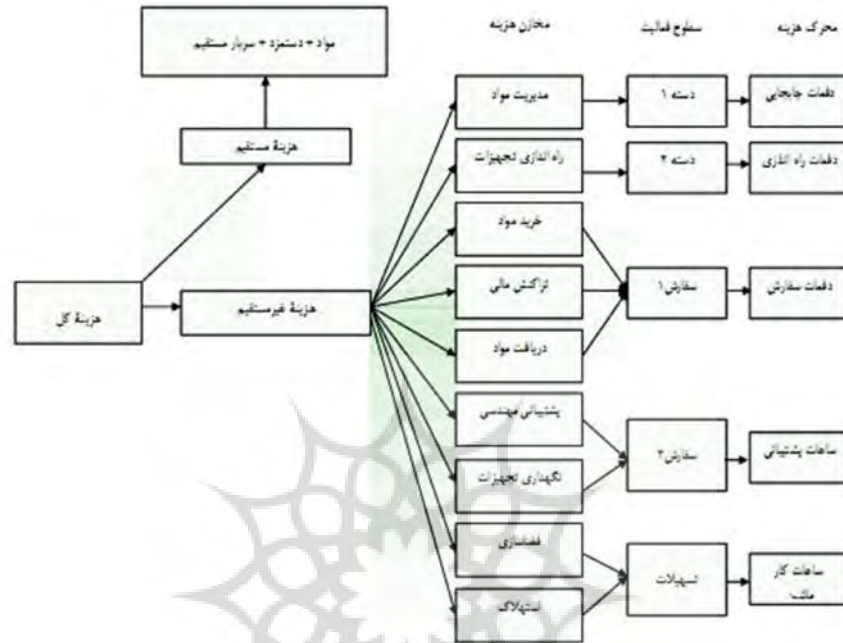 مخازن هزینه
سطوح فعالیت
محرک هزینه
مواد + دستمزد + سربار مستقیم
هزینهٔ مستقیم
هزینهٔ کل
هزینهٔ غیرمستقیم
مدیریت مواد
دسته ۱
دفعات جابجایی
راه اندازی تجهیزات
دسته ۲
دفعات راه اندازی
خرید مواد
تراکنش مالی
دریافت مواد
سفارش۱
دفعات سفارش
پشتیبانی مهندسی
نگهداری تجهیزات
سفارش۲
ساعات پشتیبانی
فضاسازی
استهلاک
تسهیلات
ساعات کار